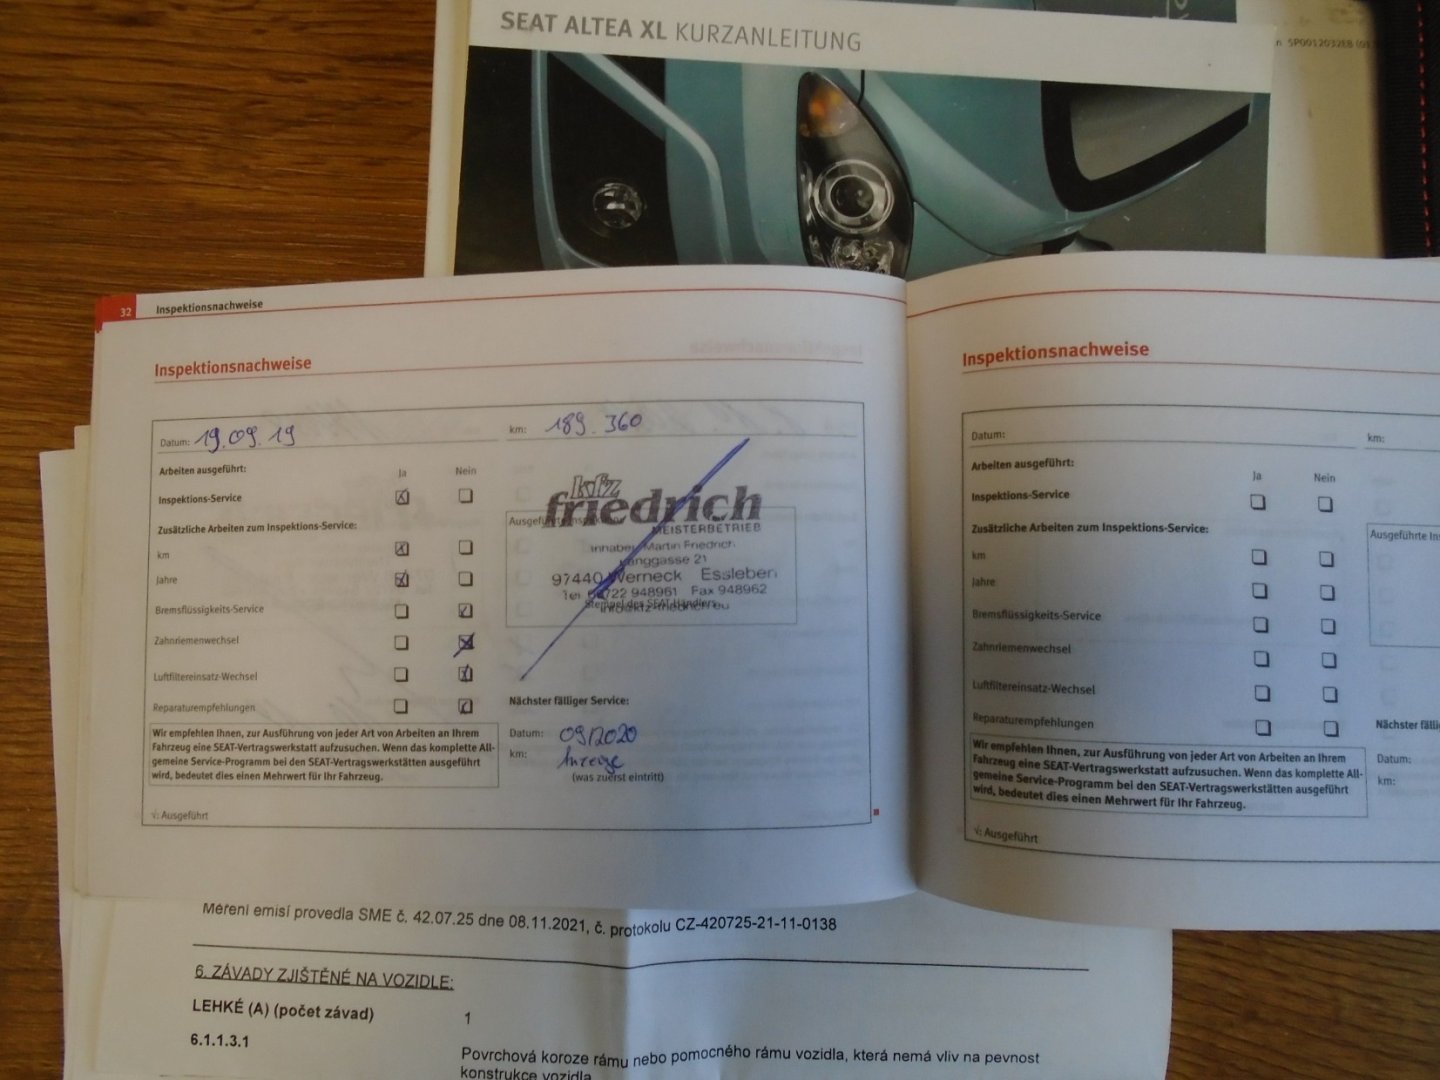 SEAT ALTEA XL KURZANLEITUNG
32 Inspektionsnachweise
Inspektionsnachweise
Datum: 19.09.19 km: 189.360
Arbeiten ausgeführt: Ja Nein
Inspektions-Service
Zusätzliche Arbeiten zum Inspektions-Service:
km
Jahre
Bremsflüssigkeits-Service
Zahnriemenwechsel
Luftfiltereinsatz-Wechsel
Reparaturempfehlungen
kfz
friedrich
MEISTERBETRIEB
Inhaber Martin Friedrich
97440 Werneck Essleben
Fax 948962
Stempel des SEAT-Händlers
Nächster fälliger Service:
Datum: 09/2020
km: Anzeige
(was zuerst eintritt)
Wir empfehlen Ihnen, zur Ausführung von jeder Art von Arbeiten an Ihrem
Fahrzeug eine SEAT-Vertragswerkstatt aufzusuchen. Wenn das komplette All-
gemeine Service-Programm bei den SEAT-Vertragswerkstätten ausgeführt
wird, bedeutet dies einen Mehrwert für Ihr Fahrzeug.
√: Ausgeführt
Inspektionsnachweise
Datum: km:
Arbeiten ausgeführt: Ja Nein
Inspektions-Service
Zusätzliche Arbeiten zum Inspektions-Service:
km
Jahre
Bremsflüssigkeits-Service
Zahnriemenwechsel
Luftfiltereinsatz-Wechsel
Reparaturempfehlungen
Ausgeführte
Nächster
Datum:
km:
Wir empfehlen Ihnen, zur Ausführung von jeder Art von Arbeiten an Ihrem
Fahrzeug eine SEAT-Vertragswerkstatt aufzusuchen. Wenn das komplette All-
gemeine Service-Programm bei den SEAT-Vertragswerkstätten ausgeführt
wird, bedeutet dies einen Mehrwert für Ihr Fahrzeug.
√: Ausgeführt
Měření emisí provedla SME č. 42.07.25 dne 08.11.2021, č. protokolu CZ-420725-21-11-0138
6. ZÁVADY ZJIŠTĚNÉ NA VOZIDLE:
LEHKÉ (A) (počet závad) 1
6.1.1.3.1
Povrchová koroze rámu nebo pomocného rámu vozidla, která nemá vliv na pevnost
konstrukce vozidla